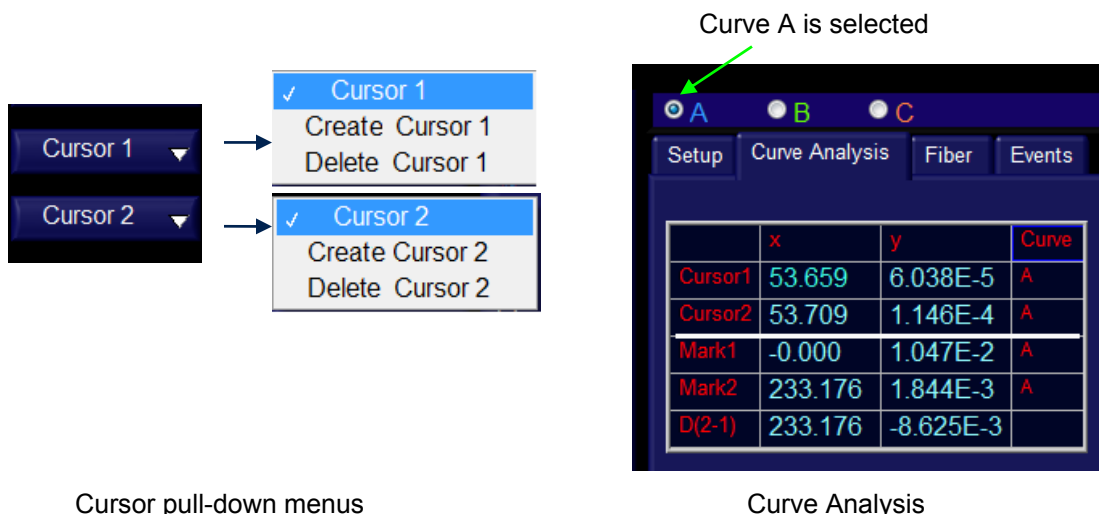 Curve A is selected
Cursor 1
Cursor 2
✓ Cursor 1
Create Cursor 1
Delete Cursor 1
✓ Cursor 2
Create Cursor 2
Delete Cursor 2
A B C
Setup Curve Analysis Fiber Events
x y Curve
Cursor1 53.659 6.038E-5 A
Cursor2 53.709 1.146E-4 A
Mark1 -0.000 1.047E-2 A
Mark2 233.176 1.844E-3 A
D(2-1) 233.176 -8.625E-3
Cursor pull-down menus
Curve Analysis